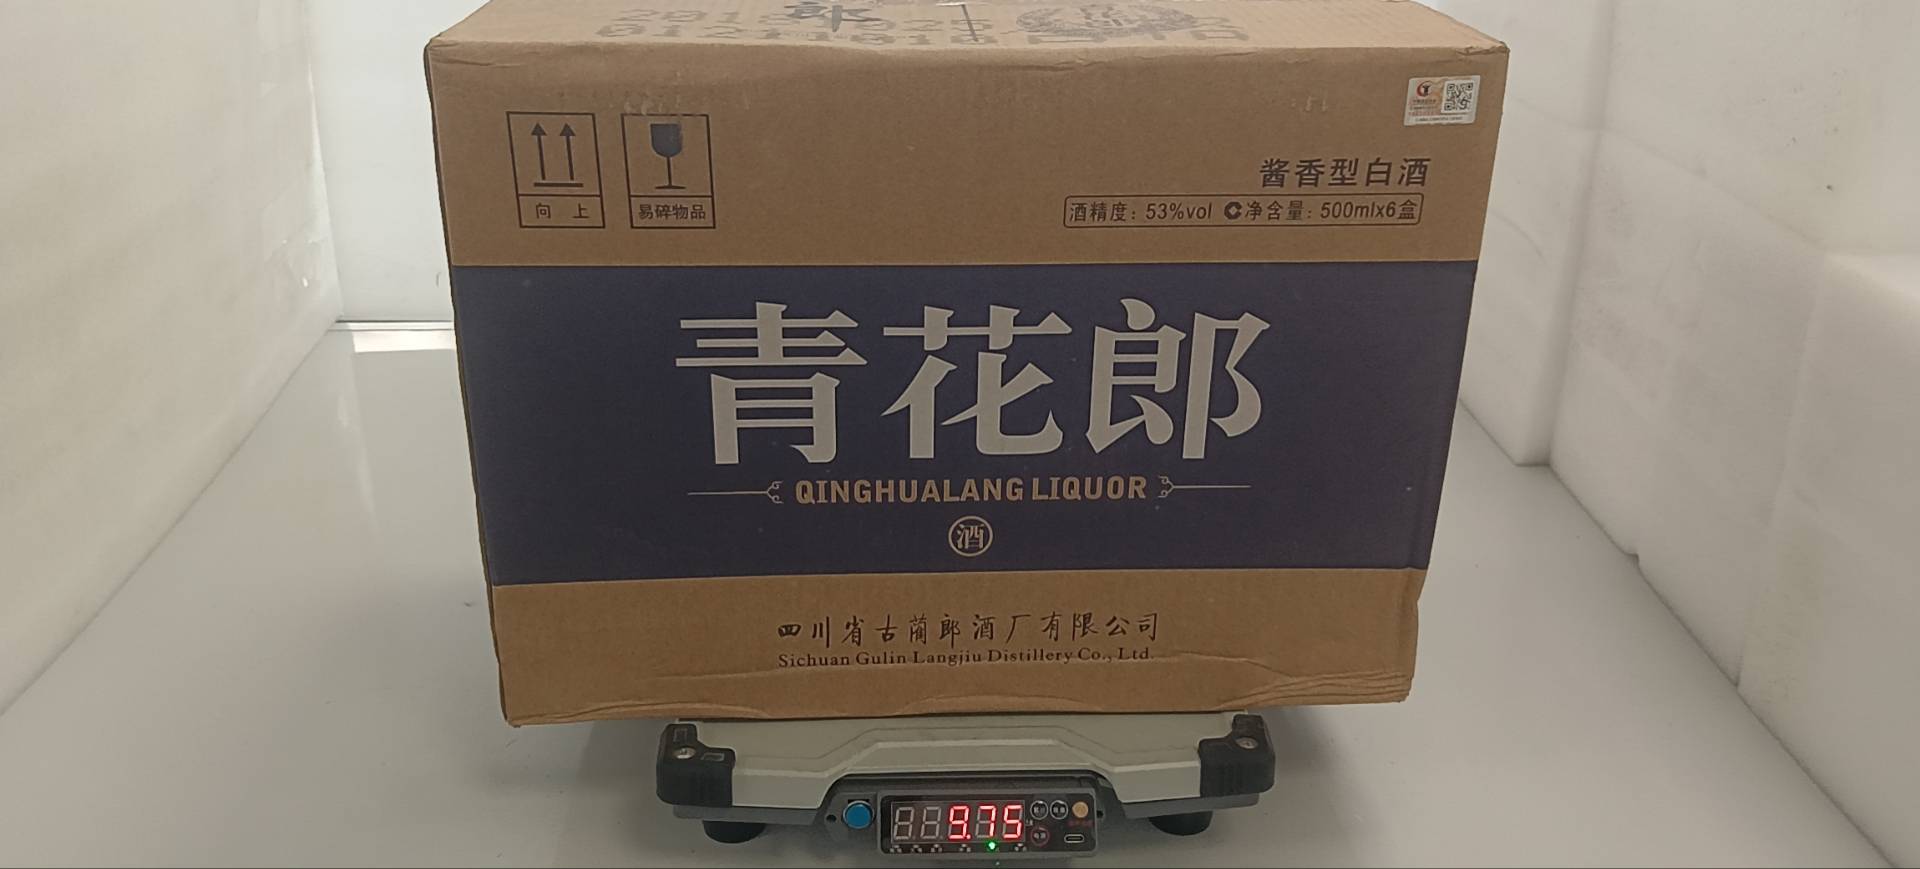 郎
向 上
易碎物品
酱香型白酒
酒精度：53%vol 净含量：500mlx6盒
青花郎
QINGHUALANG LIQUOR
酒
四川省古蔺郎酒厂有限公司
Sichuan Gulin Langjiu Distillery Co., Ltd.
9.75